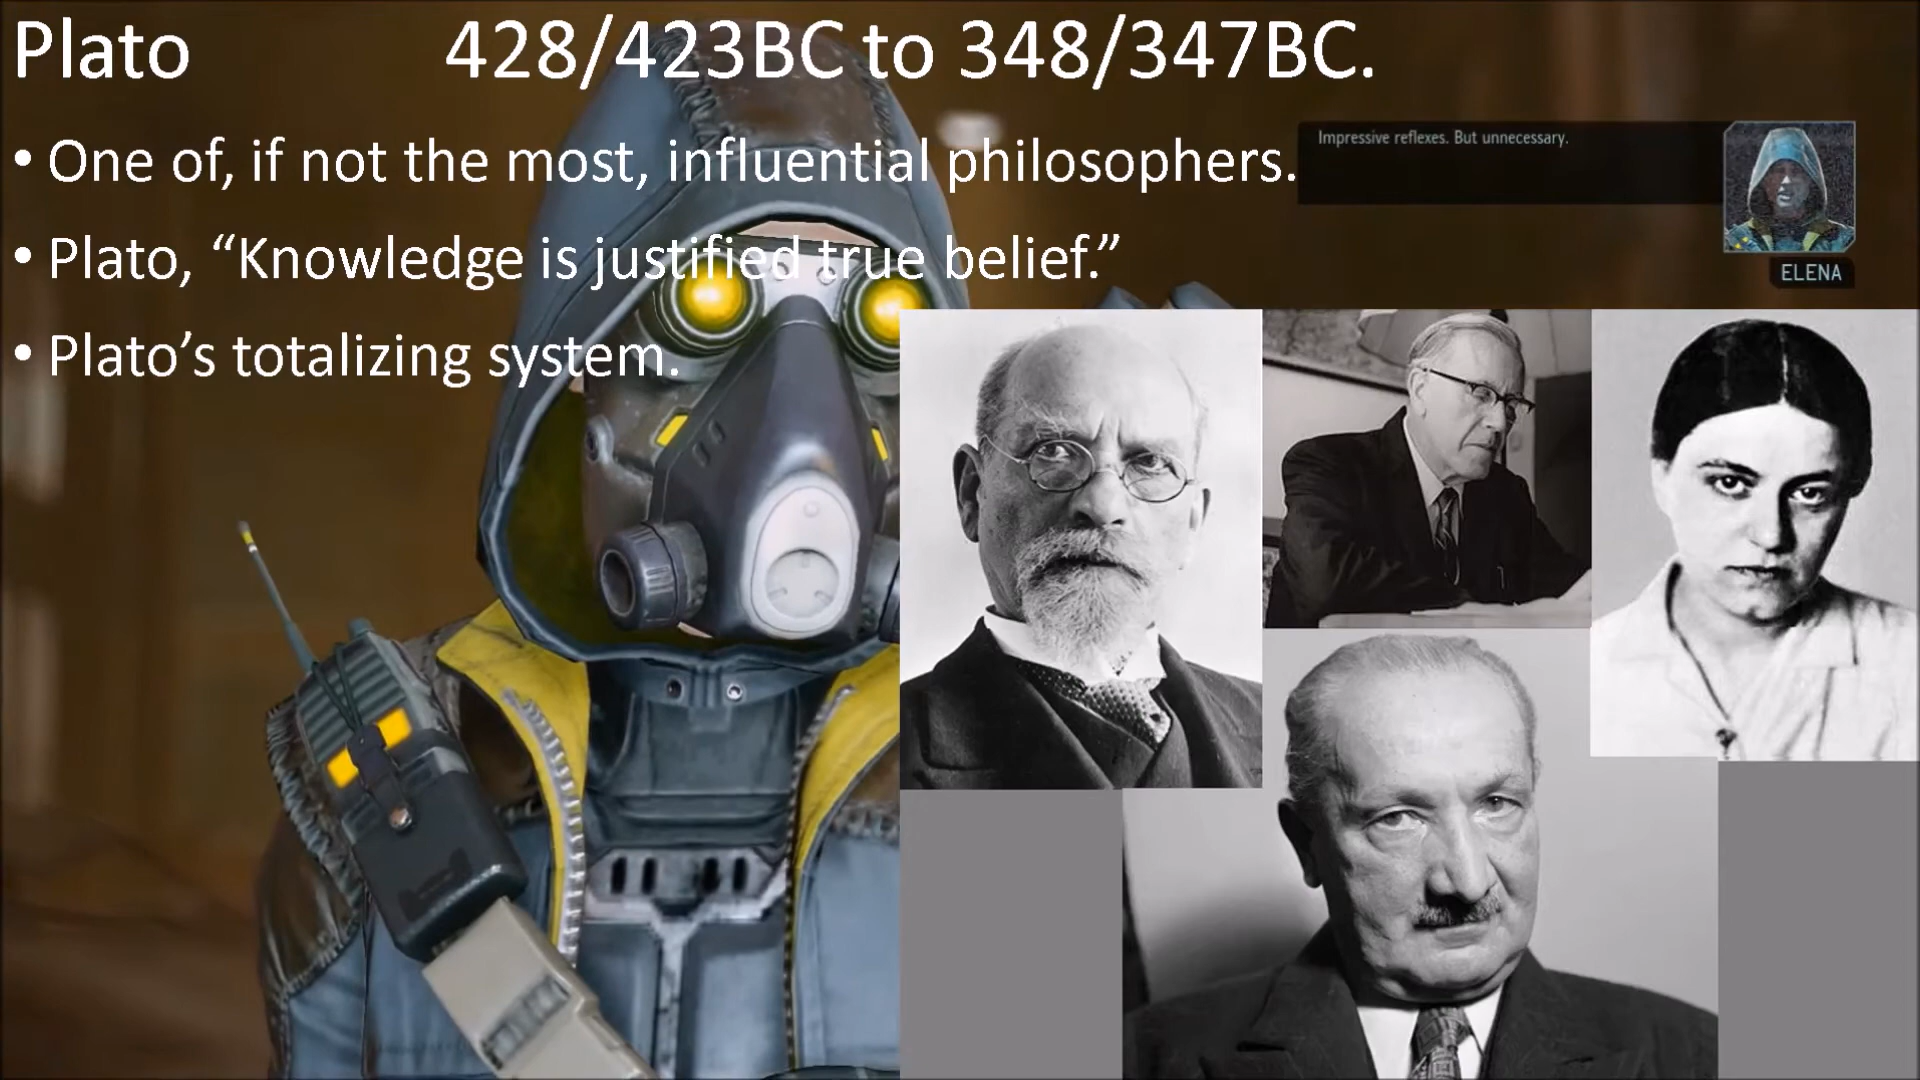 Plato 428/423BC to 348/347BC.
• One of, if not the most, influential philosophers.
Impressive reflexes. But unnecessary.
• Plato, “Knowledge is justified true belief.”
ELENA
• Plato’s totalizing system.